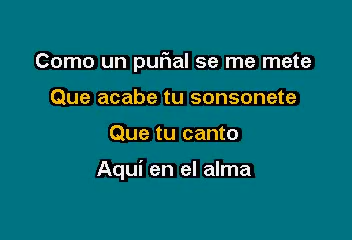 Como un puñal se me mete
Que acabe tu sonsonete
Que tu canto
Aquí en el alma